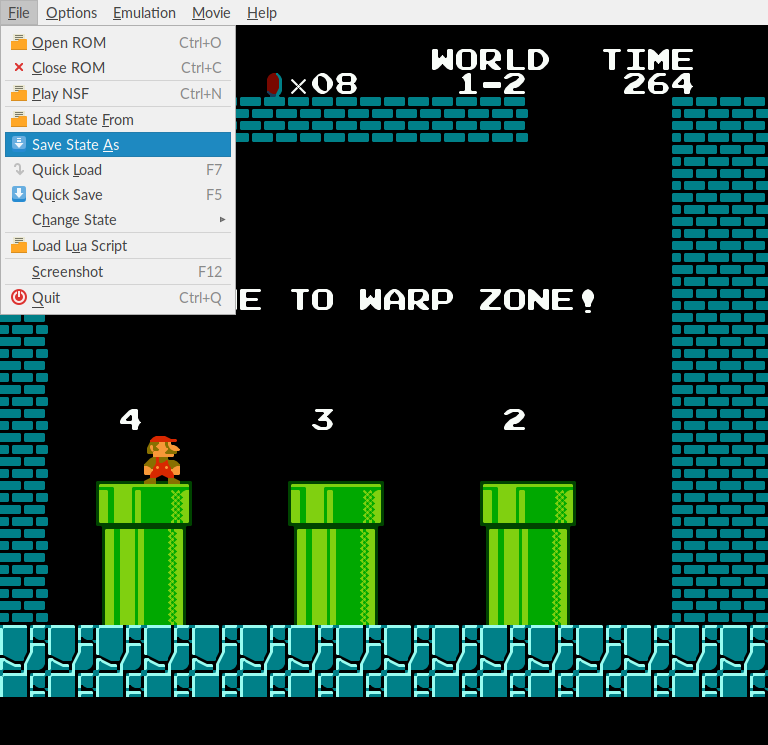 File Options Emulation Movie Help
Open ROM Ctrl+O
Close ROM Ctrl+C
Play NSF Ctrl+N
Load State From
Save State As
Quick Load F7
Quick Save F5
Change State
Load Lua Script
Screenshot F12
Quit Ctrl+Q
WORLD TIME
×08 1-2 264
E TO WARP ZONE!
4 3 2